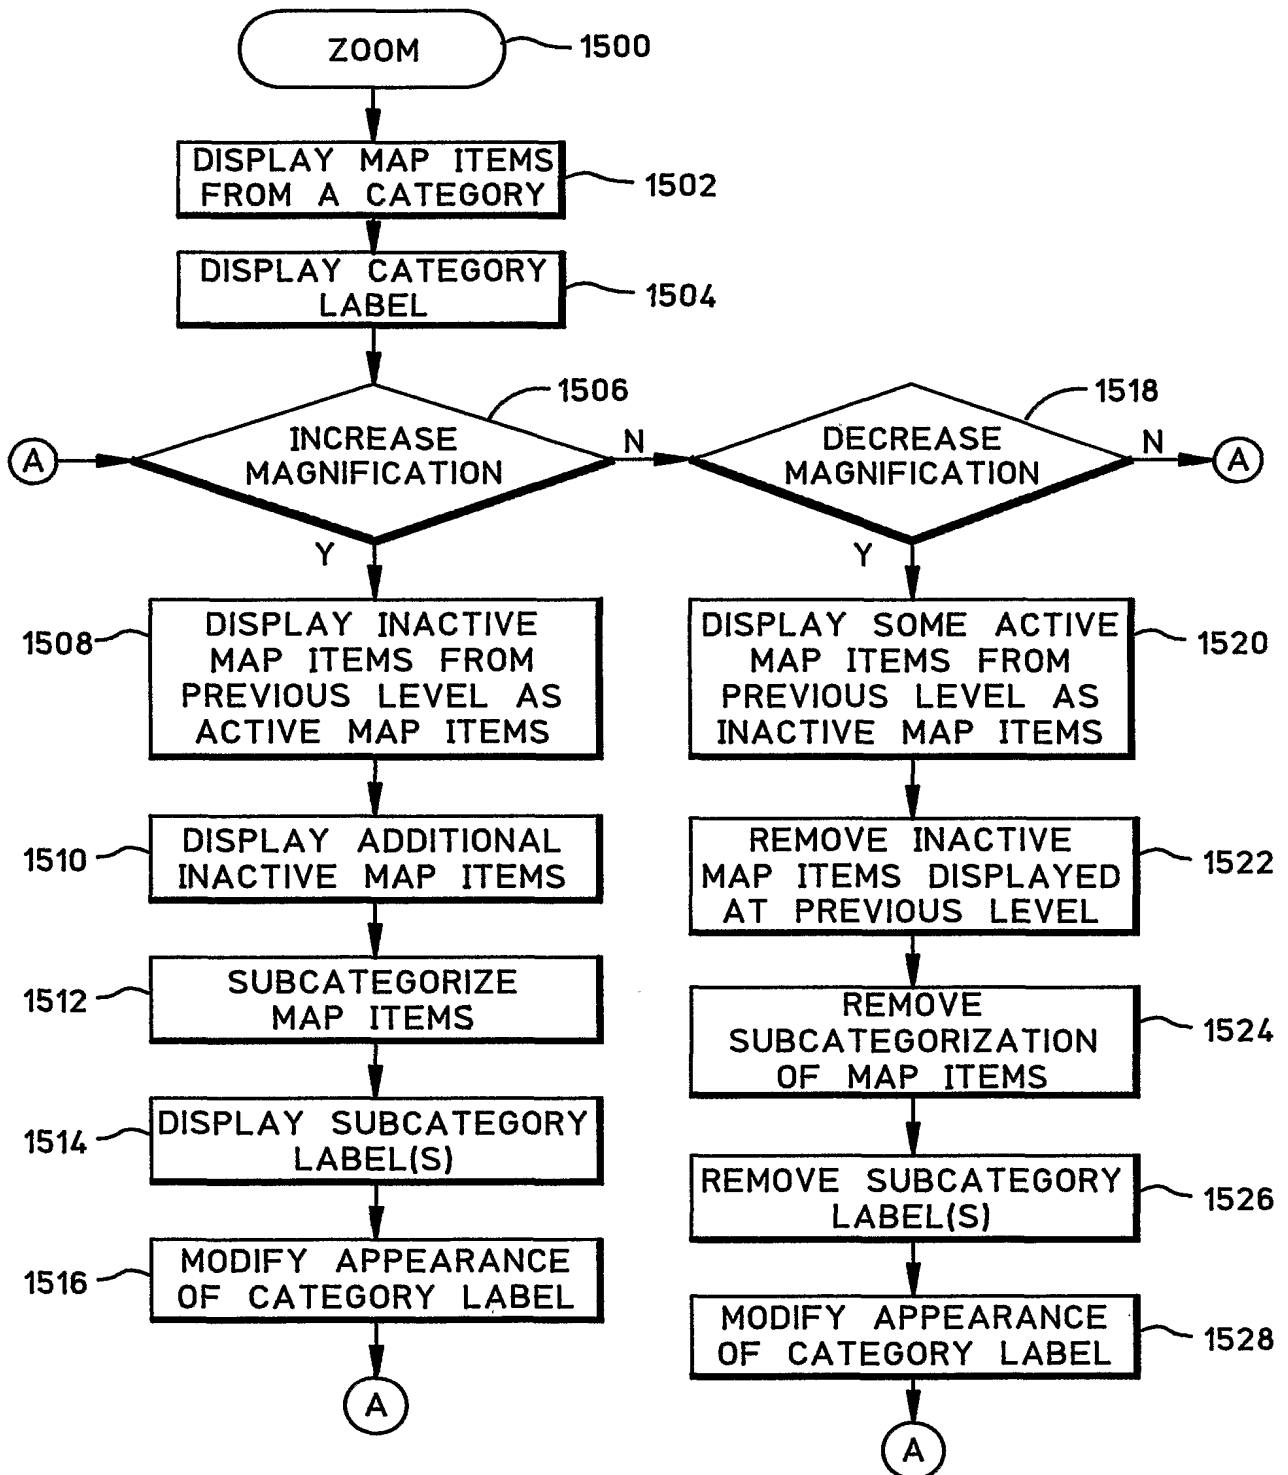 ZOOM
1500
DISPLAY MAP ITEMS
FROM A CATEGORY
1502
DISPLAY CATEGORY
LABEL
1504
1506
A
INCREASE
MAGNIFICATION
N
Y
1518
DECREASE
MAGNIFICATION
N
A
Y
1508
DISPLAY INACTIVE
MAP ITEMS FROM
PREVIOUS LEVEL AS
ACTIVE MAP ITEMS
1510
DISPLAY ADDITIONAL
INACTIVE MAP ITEMS
1512
SUBCATEGORIZE
MAP ITEMS
1514
DISPLAY SUBCATEGORY
LABEL(S)
1516
MODIFY APPEARANCE
OF CATEGORY LABEL
A
DISPLAY SOME ACTIVE
MAP ITEMS FROM
PREVIOUS LEVEL AS
INACTIVE MAP ITEMS
1520
REMOVE INACTIVE
MAP ITEMS DISPLAYED
AT PREVIOUS LEVEL
1522
REMOVE
SUBCATEGORIZATION
OF MAP ITEMS
1524
REMOVE SUBCATEGORY
LABEL(S)
1526
MODIFY APPEARANCE
OF CATEGORY LABEL
1528
A